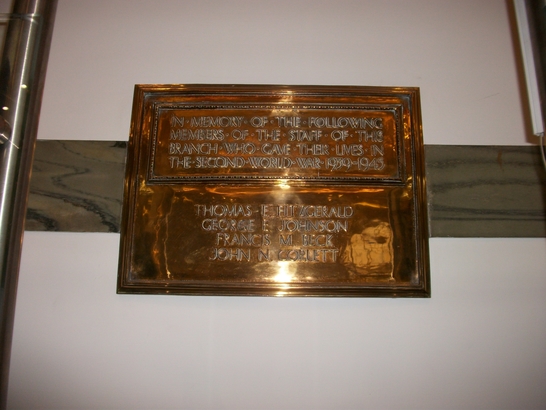 IN · MEMORY · OF · THE · FOLLOWING
MEMBERS · OF · THE · STAFF · OF · THIS
BRANCH · WHO · GAVE · THEIR · LIVES · IN
THE · SECOND · WORLD · WAR · 1939-1945
THOMAS · F. FITZGERALD
GEORGE E. JOHNSON
FRANCIS M. BECK
JOHN N. CORLETT